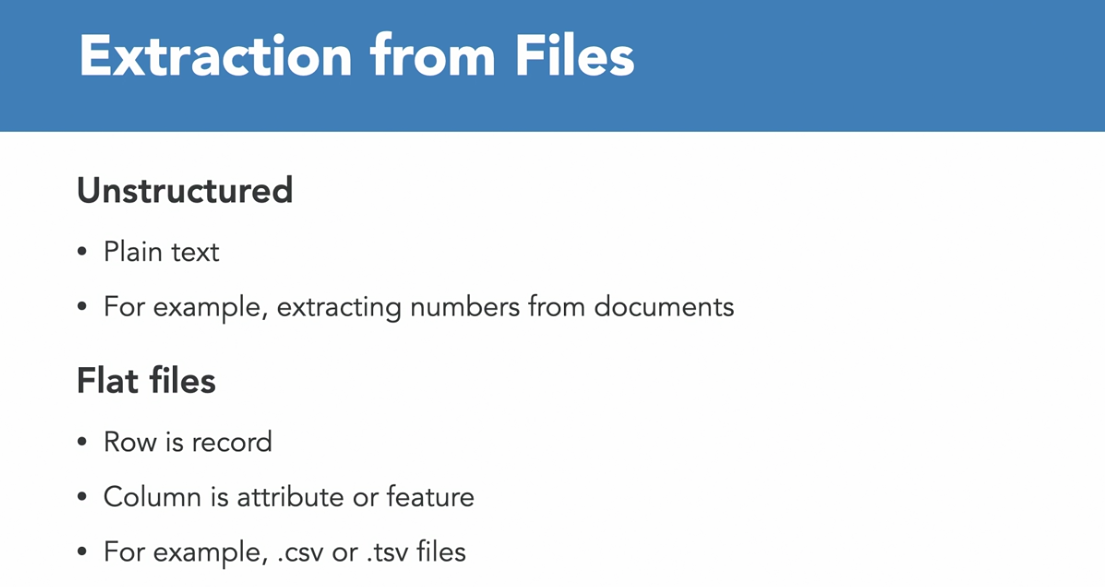 Extraction from Files
Unstructured
• Plain text
• For example, extracting numbers from documents
Flat files
• Row is record
• Column is attribute or feature
• For example, .csv or .tsv files